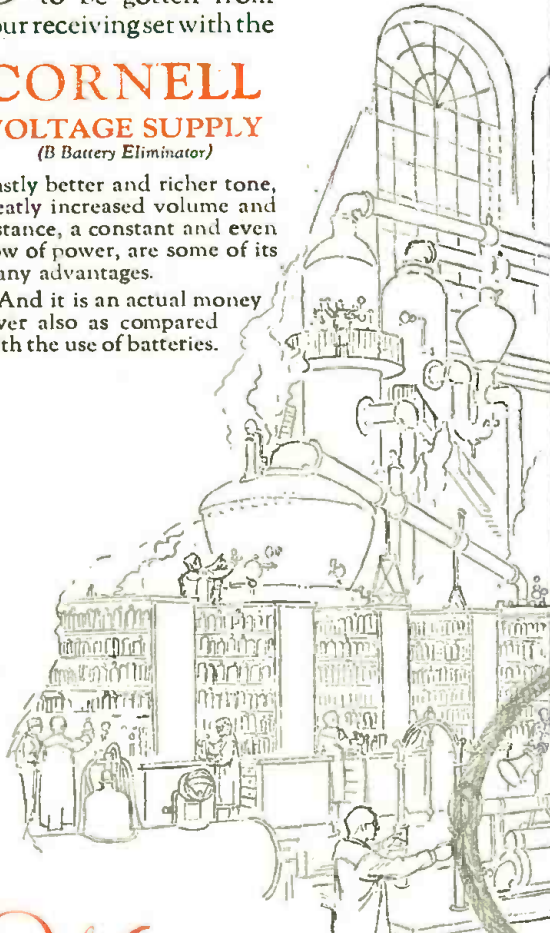 to be gotten from
our receiving set with the
CORNELL
VOLTAGE SUPPLY
(B Battery Eliminator)
astly better and richer tone,
eatly increased volume and
stance, a constant and even
ow of power, are some of its
any advantages.
And it is an actual money
ver also as compared
th the use of batteries.